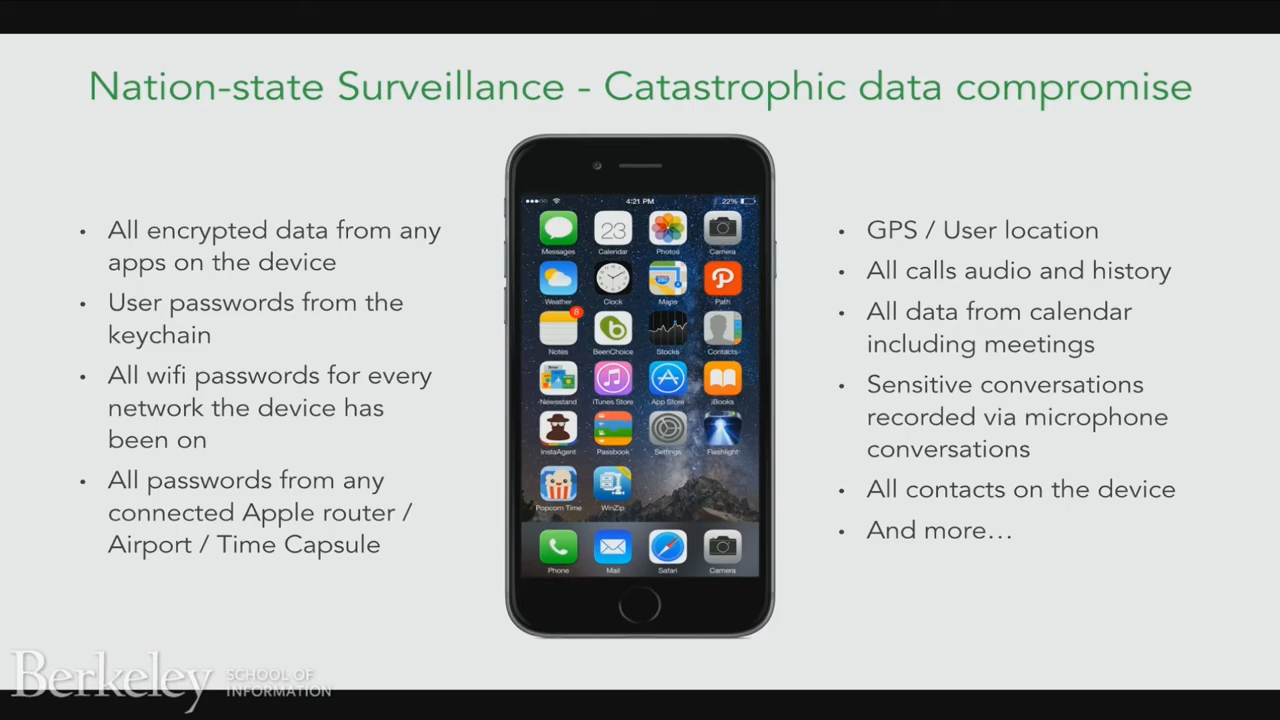 Nation-state Surveillance - Catastrophic data compromise
• All encrypted data from any
apps on the device
• User passwords from the
keychain
• All wifi passwords for every
network the device has
been on
• All passwords from any
connected Apple router /
Airport / Time Capsule
4:21 PM
22%
Messages
23
Calendar
Photos
Camera
Weather
Clock
280
Maps
Path
8
Notes
BeenChoice
Stocks
Contacts
Newsstand
iTunes Store
App Store
iBooks
InstaAgent
Passbook
Settings
Flashlight
Popcorn Time
WinZip
Phone
Mail
Safari
Camera
• GPS / User location
• All calls audio and history
• All data from calendar
including meetings
• Sensitive conversations
recorded via microphone
conversations
• All contacts on the device
• And more...
Berkeley
SCHOOL OF
INFORMATION